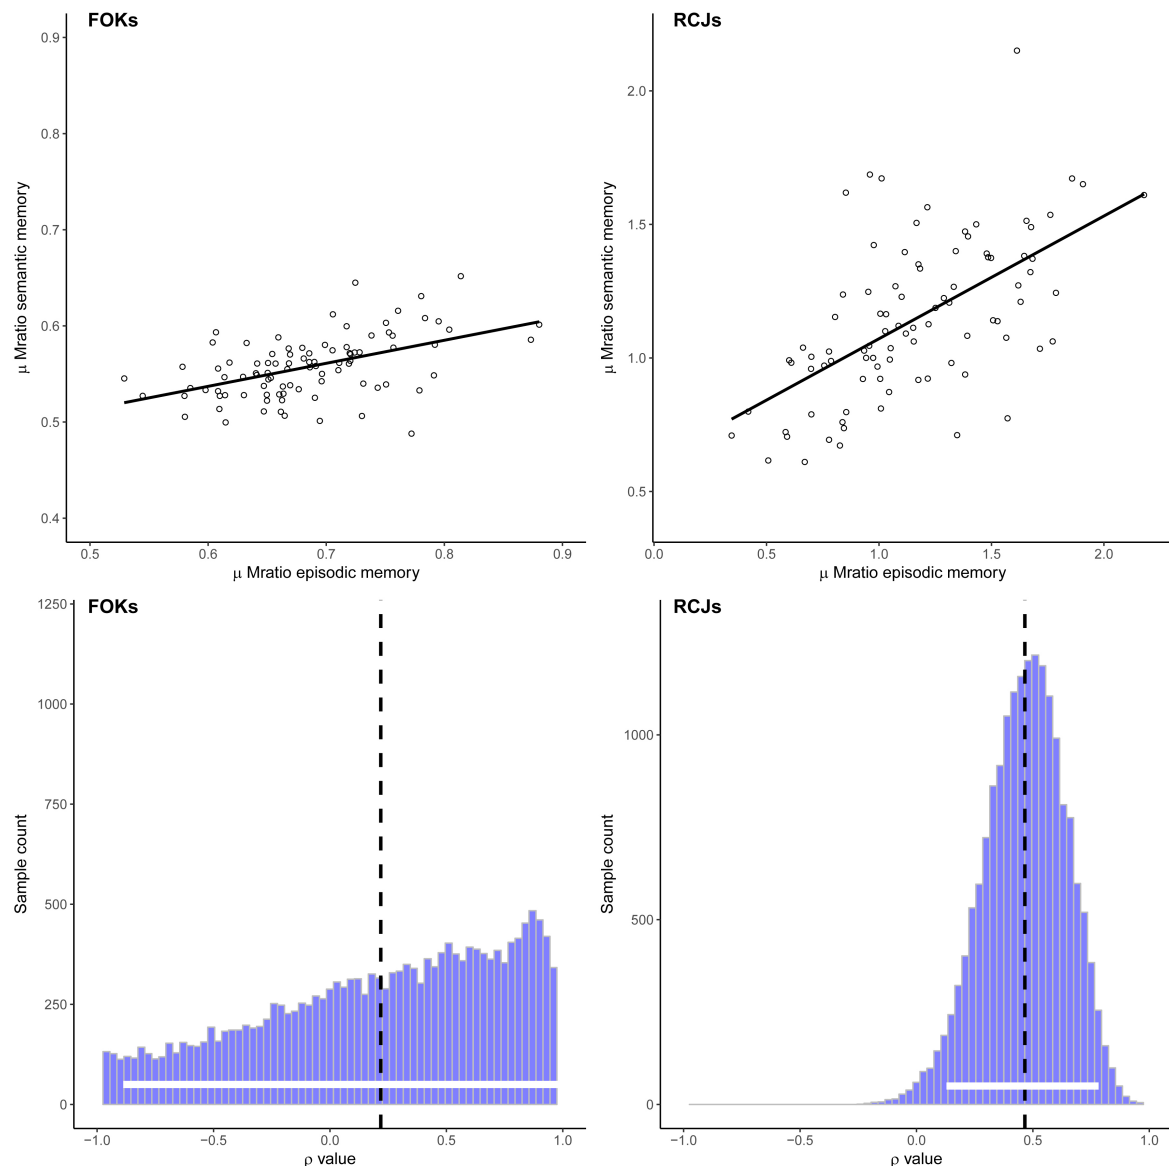 FOKs
0.9
0.8
0.7
0.6
0.5
0.4
μ Mratio semantic memory
0.5 0.6 0.7 0.8 0.9
μ Mratio episodic memory
RCJs
2.0
1.5
1.0
0.5
μ Mratio semantic memory
0.0 0.5 1.0 1.5 2.0
μ Mratio episodic memory
FOKs
1250
1000
750
500
250
0
Sample count
−1.0 −0.5 0.0 0.5 1.0
ρ value
RCJs
1000
500
0
Sample count
−1.0 −0.5 0.0 0.5 1.0
ρ value